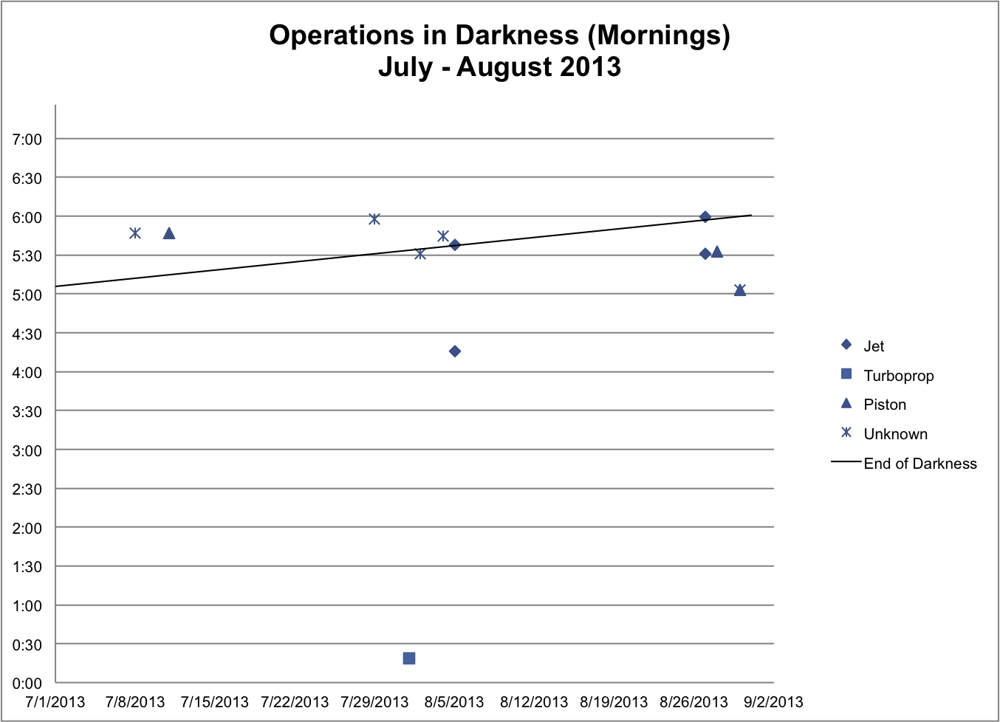 Operations in Darkness (Mornings)
July - August 2013
7:00
6:30
6:00
5:30
5:00
4:30
4:00
3:30
3:00
2:30
2:00
1:30
1:00
0:30
0:00
7/1/2013 7/8/2013 7/15/2013 7/22/2013 7/29/2013 8/5/2013 8/12/2013 8/19/2013 8/26/2013 9/2/2013
Jet
Turboprop
Piston
Unknown
End of Darkness